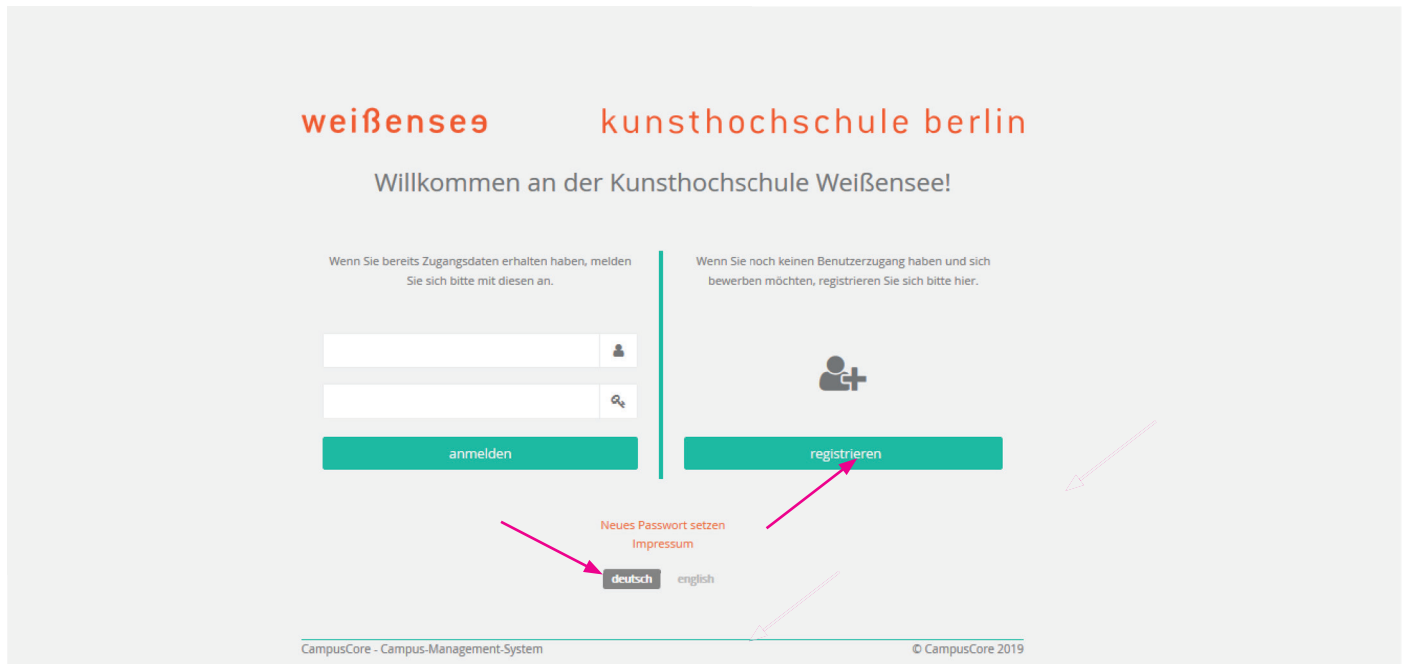 weißensee kunsthochschule berlin
Willkommen an der Kunsthochschule Weißensee!
Wenn Sie bereits Zugangsdaten erhalten haben, melden
Sie sich bitte mit diesen an.
anmelden
Wenn Sie noch keinen Benutzerzugang haben und sich
bewerben möchten, registrieren Sie sich bitte hier.
registrieren
Neues Passwort setzen
Impressum
deutsch english
CampusCore - Campus-Management-System © CampusCore 2019